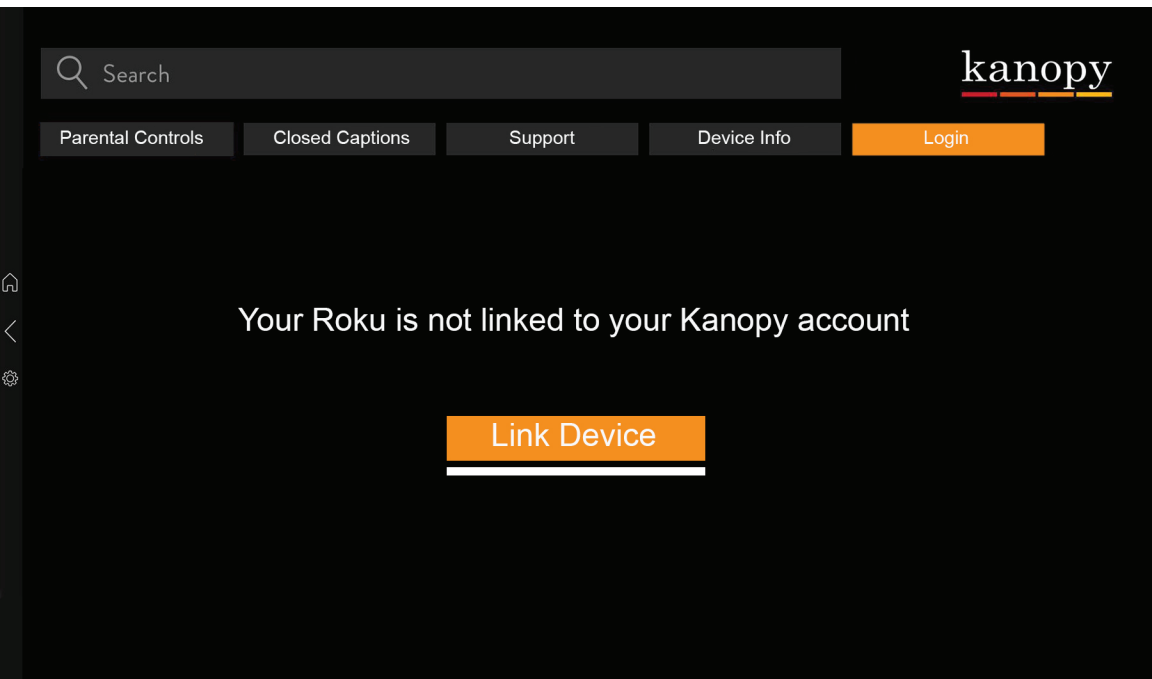 Search
kanopy
Parental Controls
Closed Captions
Support
Device Info
Login
Your Roku is not linked to your Kanopy account
Link Device